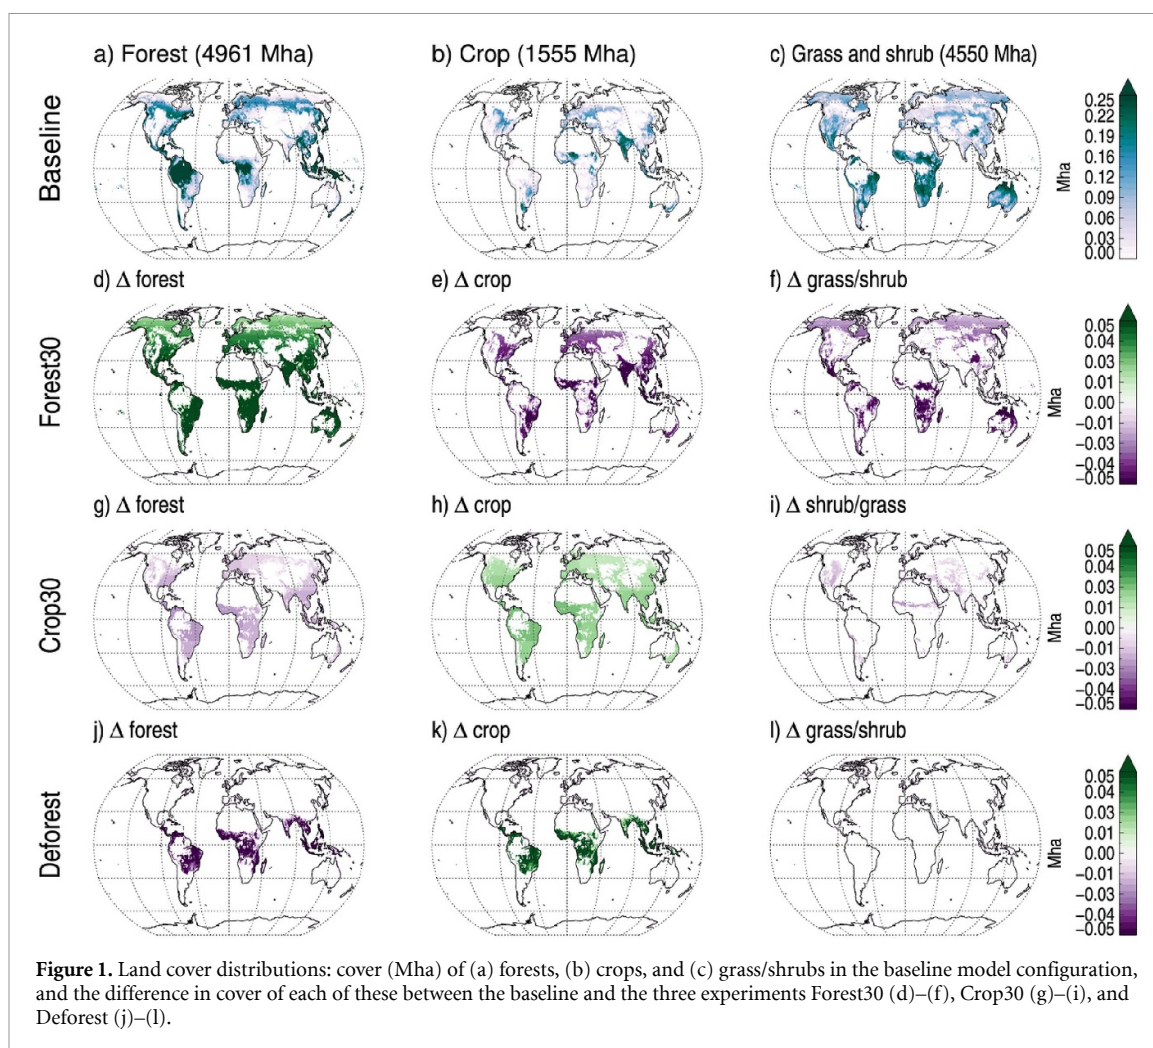 a) Forest (4961 Mha)
b) Crop (1555 Mha)
c) Grass and shrub (4550 Mha)
Baseline
0.25
0.22
0.19
0.16
0.12
0.09
0.06
0.03
0.00
Mha
d) Δ forest
e) Δ crop
f) Δ grass/shrub
Forest30
0.05
0.04
0.03
0.01
0.00
−0.01
−0.03
−0.04
−0.05
Mha
g) Δ forest
h) Δ crop
i) Δ shrub/grass
Crop30
0.05
0.04
0.03
0.01
0.00
−0.01
−0.03
−0.04
−0.05
Mha
j) Δ forest
k) Δ crop
l) Δ grass/shrub
Deforest
0.05
0.04
0.03
0.01
0.00
−0.01
−0.03
−0.04
−0.05
Mha
Figure 1. Land cover distributions: cover (Mha) of (a) forests, (b) crops, and (c) grass/shrubs in the baseline model configuration,
and the difference in cover of each of these between the baseline and the three experiments Forest30 (d)–(f), Crop30 (g)–(i), and
Deforest (j)–(l).